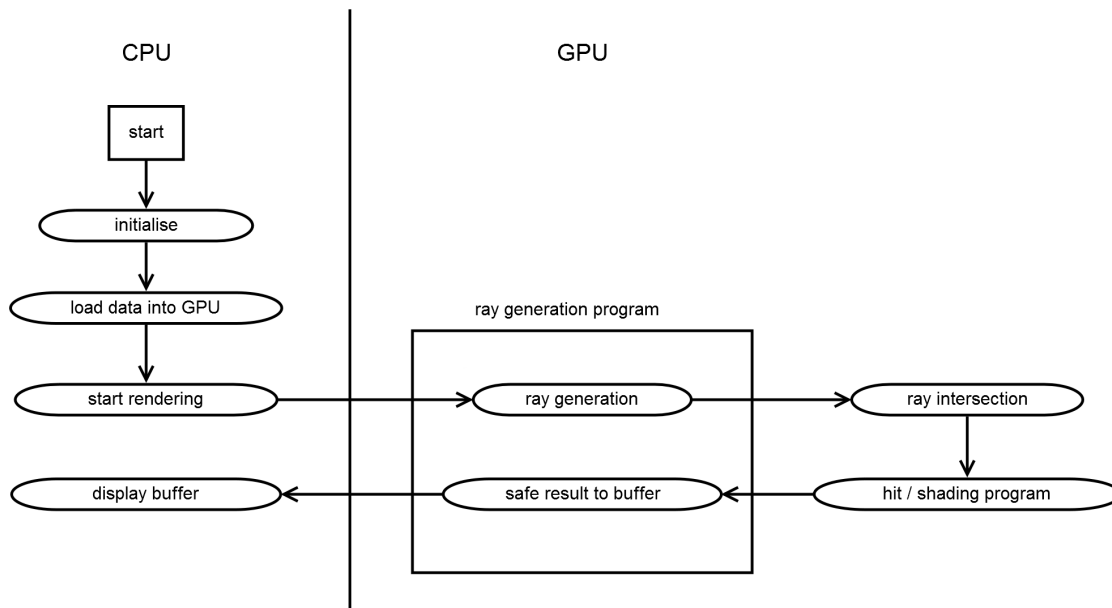 CPU
GPU
start
initialise
load data into GPU
ray generation program
start rendering
ray generation
ray intersection
display buffer
safe result to buffer
hit / shading program